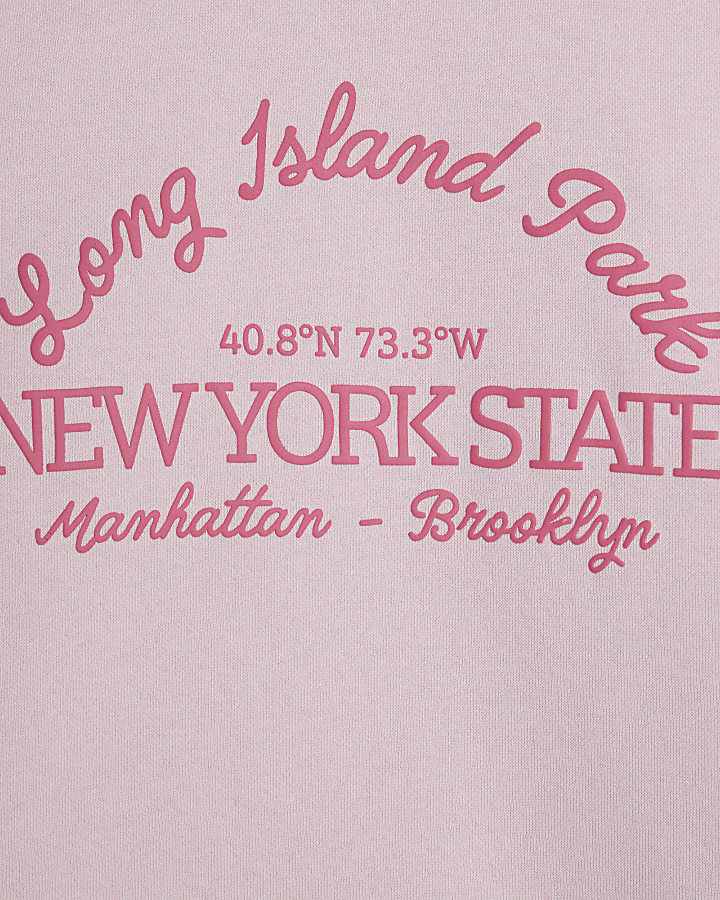 Long Island Park
40.8°N 73.3°W
NEW YORK STATE
Manhattan - Brooklyn